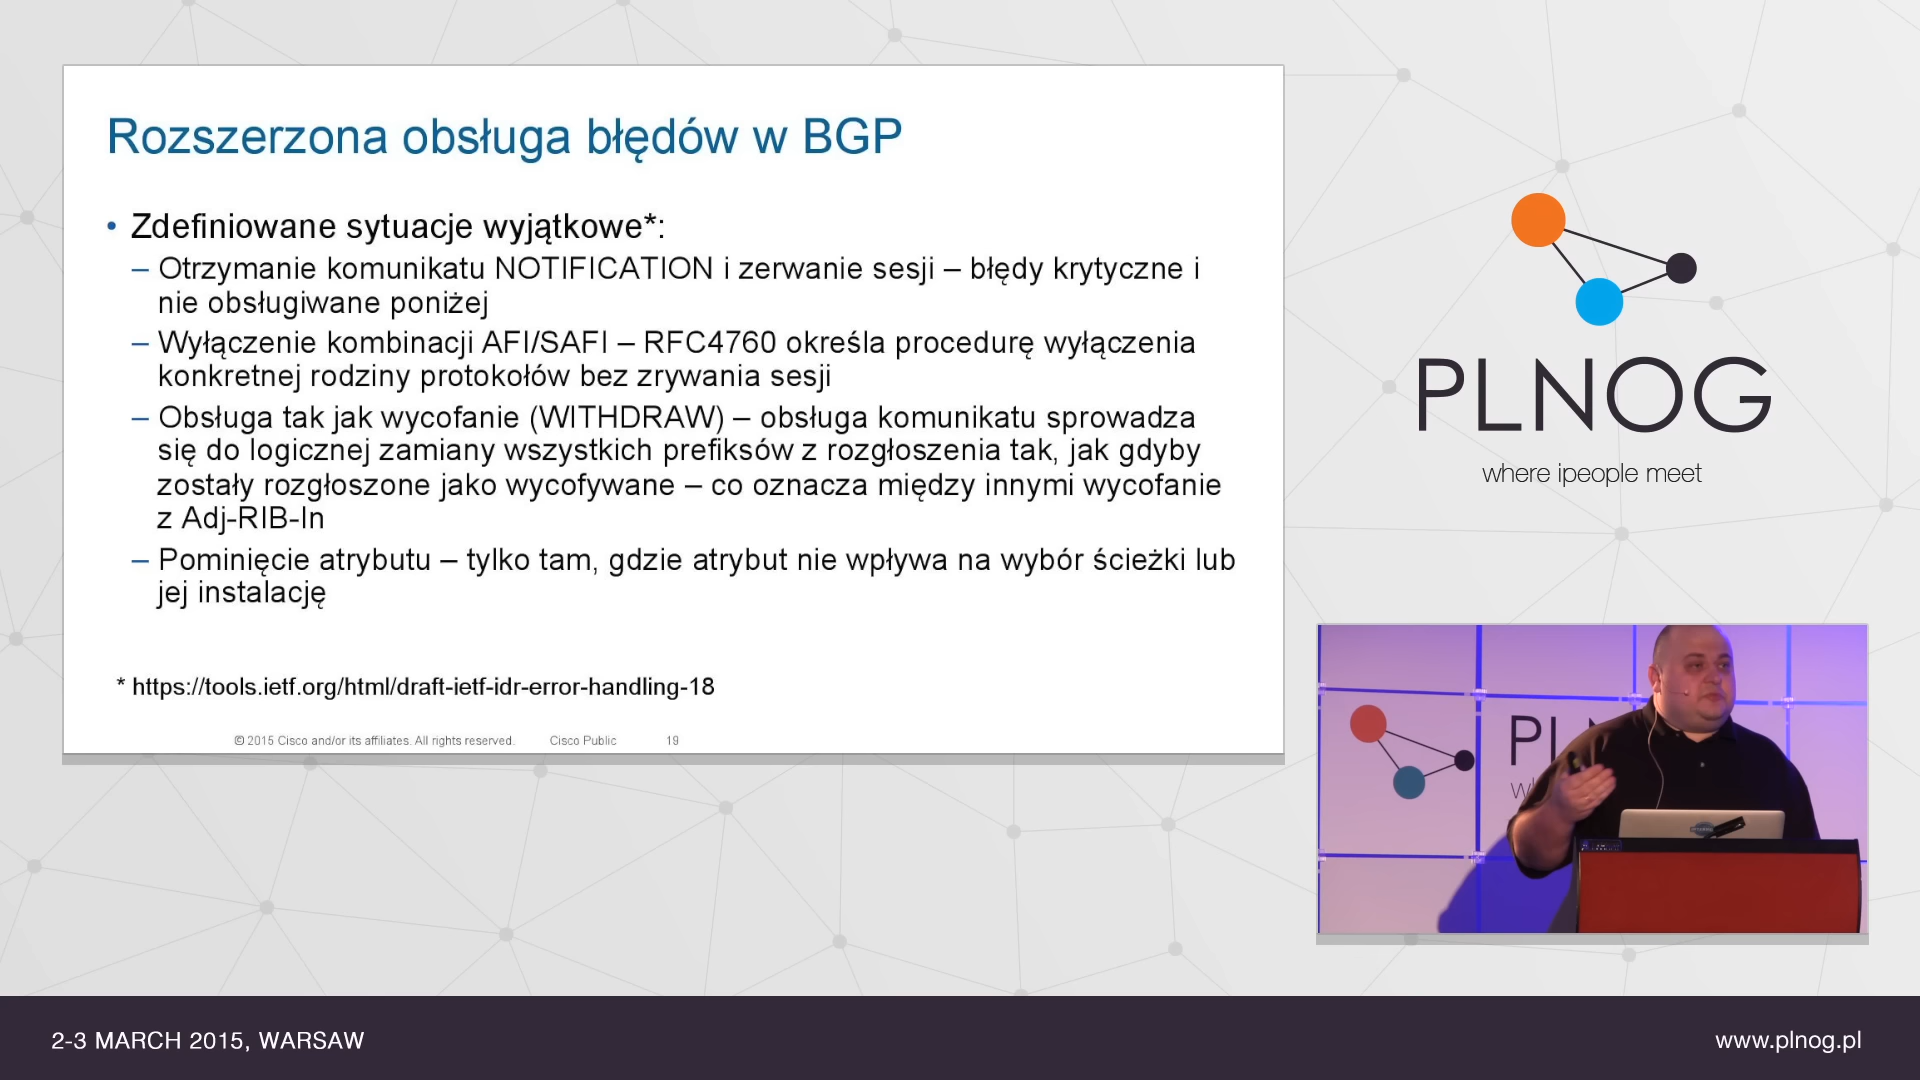 Rozszerzona obsługa błędów w BGP
• Zdefiniowane sytuacje wyjątkowe*:
– Otrzymanie komunikatu NOTIFICATION i zerwanie sesji – błędy krytyczne i
nie obsługiwane poniżej
– Wyłączenie kombinacji AFI/SAFI – RFC4760 określa procedurę wyłączenia
konkretnej rodziny protokołów bez zrywania sesji
– Obsługa tak jak wycofanie (WITHDRAW) – obsługa komunikatu sprowadza
się do logicznej zamiany wszystkich prefiksów z rozgłoszenia tak, jak gdyby
zostały rozgłoszone jako wycofywane – co oznacza między innymi wycofanie
z Adj-RIB-In
– Pominięcie atrybutu – tylko tam, gdzie atrybut nie wpływa na wybór ścieżki lub
jej instalację
* https://tools.ietf.org/html/draft-ietf-idr-error-handling-18
© 2015 Cisco and/or its affiliates. All rights reserved. Cisco Public 19
PLNOG
where ipeople meet
2-3 MARCH 2015, WARSAW
www.plnog.pl